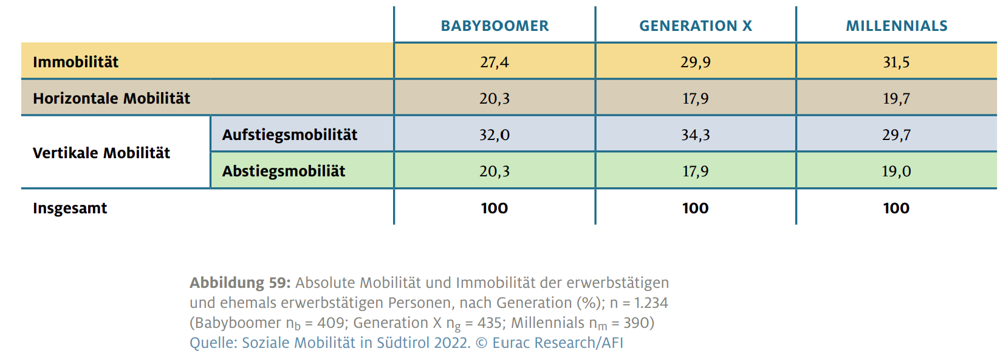 BABYBOOMER GENERATION X MILLENNIALS
Immobilität 27,4 29,9 31,5
Horizontale Mobilität 20,3 17,9 19,7
Vertikale Mobilität
Aufstiegsmobilität 32,0 34,3 29,7
Abstiegsmobiliät 20,3 17,9 19,0
Insgesamt 100 100 100
Abbildung 59: Absolute Mobilität und Immobilität der erwerbstätigen
und ehemals erwerbstätigen Personen, nach Generation (%); n = 1.234
(Babyboomer nb = 409; Generation X ng = 435; Millennials nm = 390)
Quelle: Soziale Mobilität in Südtirol 2022. © Eurac Research/AFI